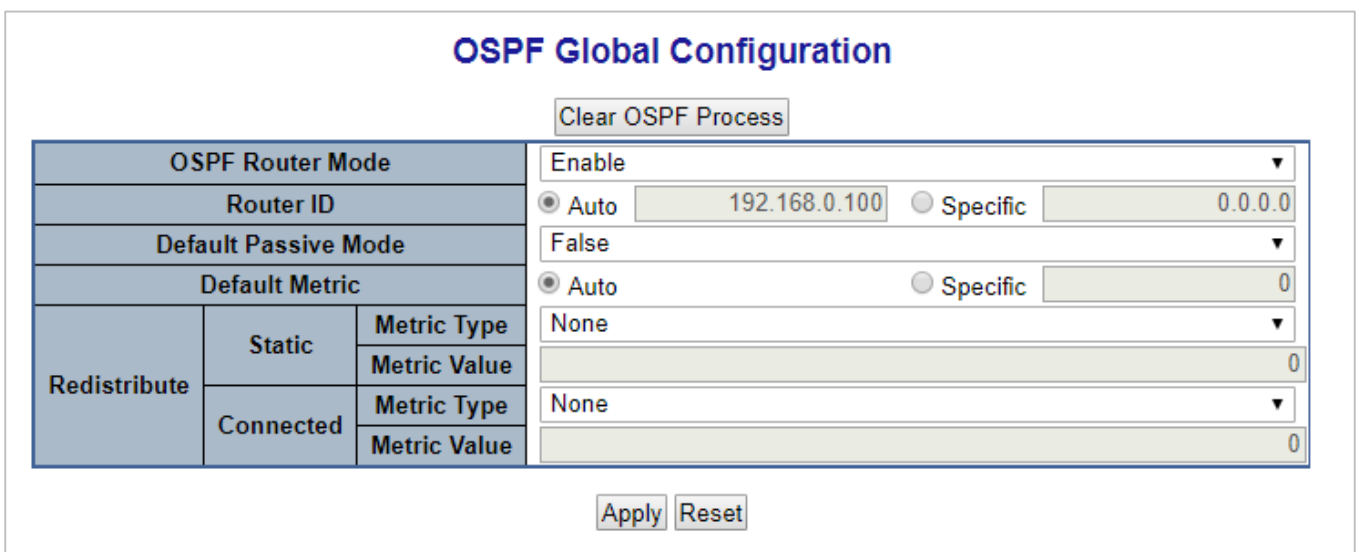 OSPF Global Configuration
Clear OSPF Process
OSPF Router Mode Enable
Router ID Auto 192.168.0.100 Specific 0.0.0.0
Default Passive Mode False
Default Metric Auto Specific 0
Redistribute Static Metric Type None
Metric Value 0
Connected Metric Type None
Metric Value 0
Apply Reset